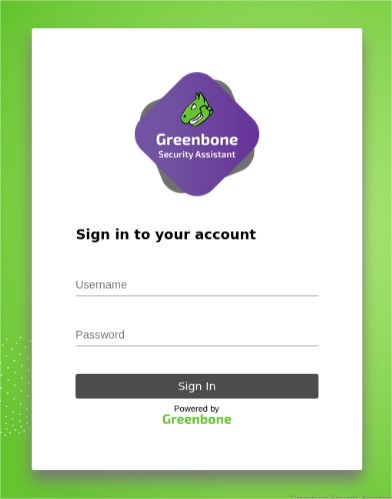 Greenbone
Security Assistant
Sign in to your account
Username
Password
Sign In
Powered by
Greenbone